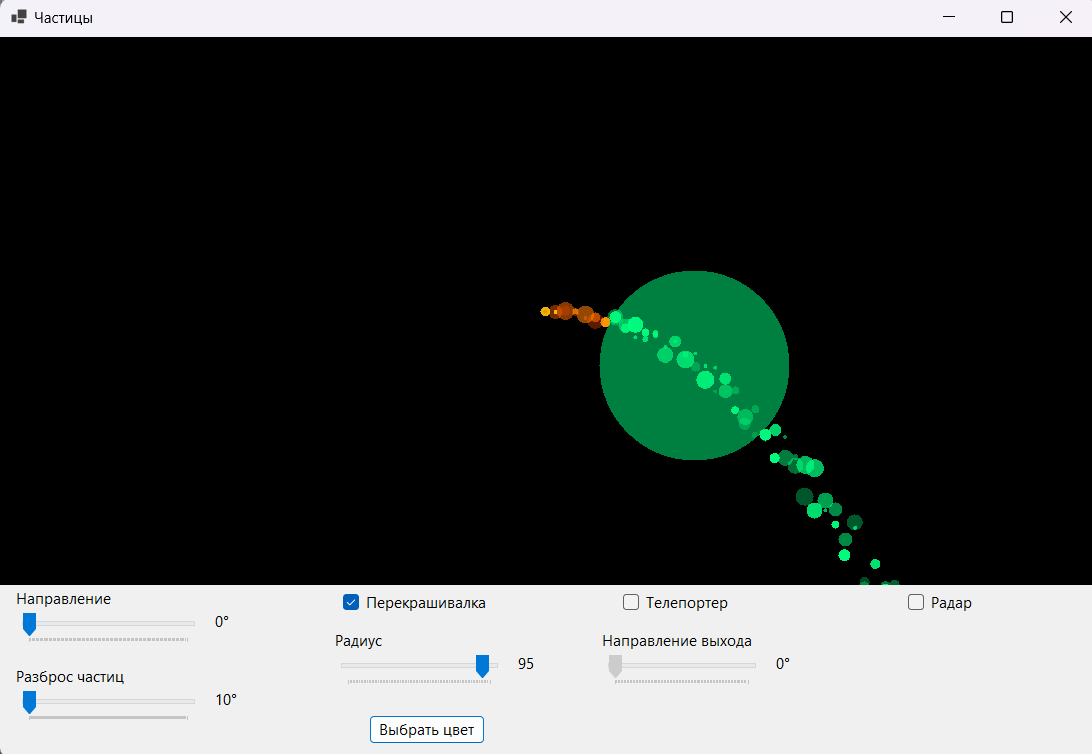 Частицы
Направление
0°
Разброс частиц
10°
Перекрашивалка
Радиус
95
Выбрать цвет
Телепортер
Направление выхода
0°
Радар